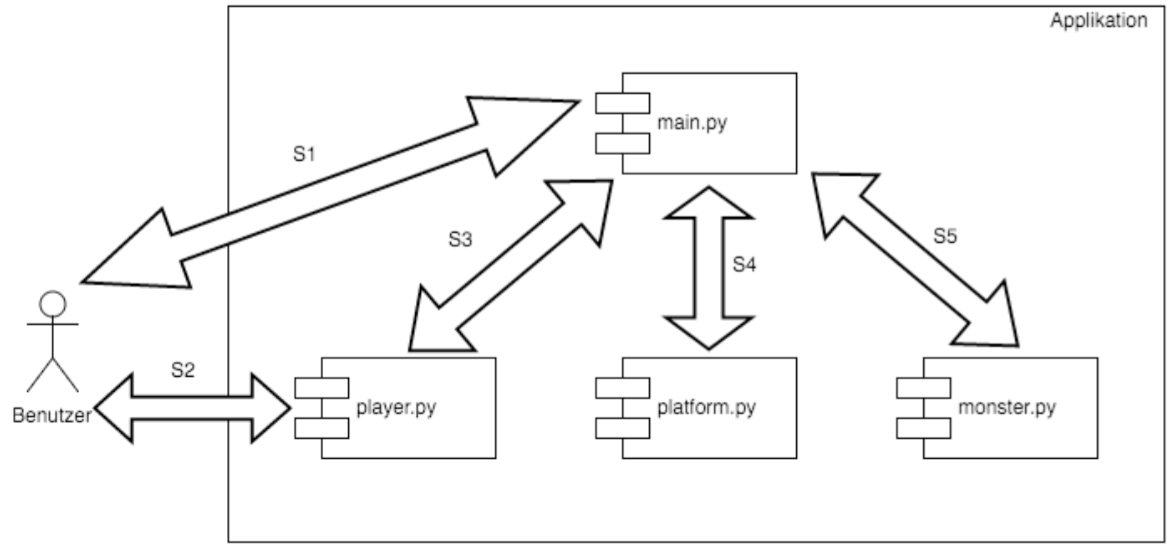 Applikation
main.py
S1
S3
S5
S4
S2
Benutzer
player.py
platform.py
monster.py